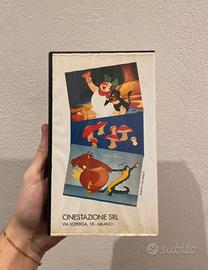 CINESTAZIONE SRL
VIA SOPERGA, 18 - MILANO
subito